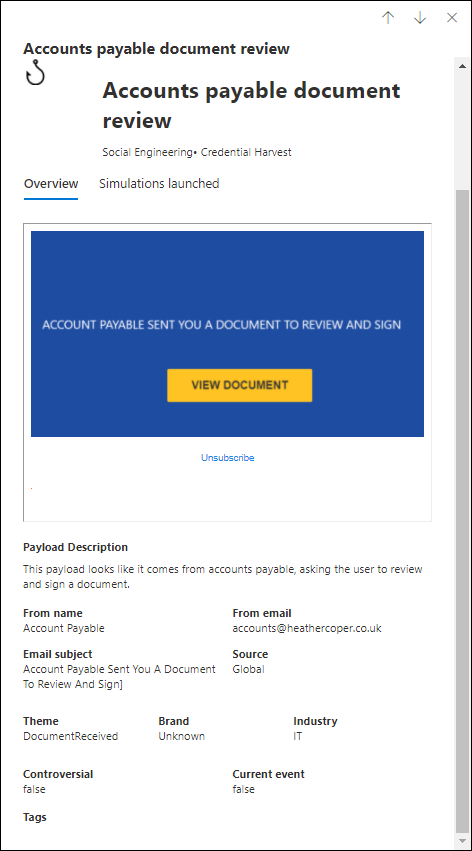 Accounts payable document review
Accounts payable document
review
Social Engineering• Credential Harvest
Overview Simulations launched
ACCOUNT PAYABLE SENT YOU A DOCUMENT TO REVIEW AND SIGN
VIEW DOCUMENT
Unsubscribe
.
Payload Description
This payload looks like it comes from accounts payable, asking the user to review
and sign a document.
From name From email
Account Payable accounts@heathercoper.co.uk
Email subject Source
Account Payable Sent You A Document Global
To Review And Sign]
Theme Brand Industry
DocumentReceived Unknown IT
Controversial Current event
false false
Tags